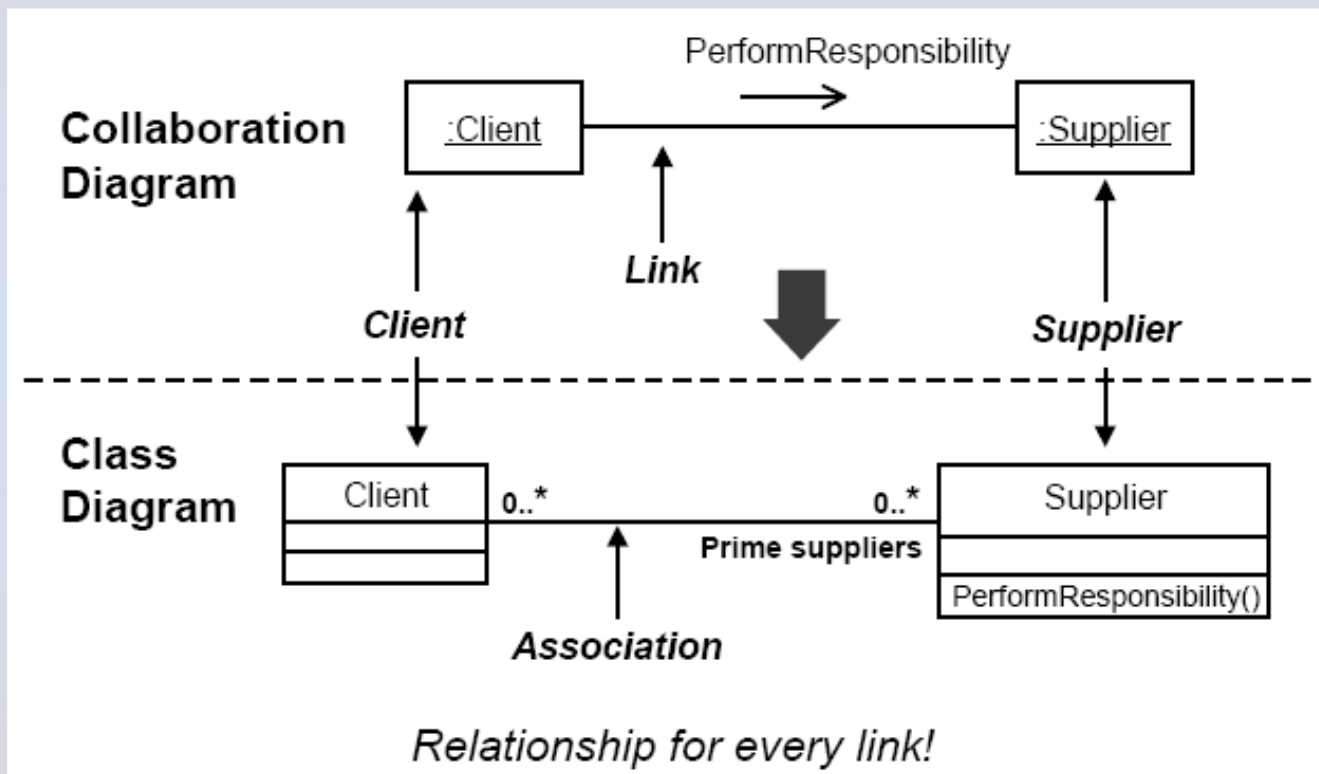 PerformResponsibility
Collaboration
Diagram
:Client
:Supplier
Link
Client
Supplier
Class
Diagram
Client
0..*
0..*
Supplier
Prime suppliers
PerformResponsibility()
Association
Relationship for every link!